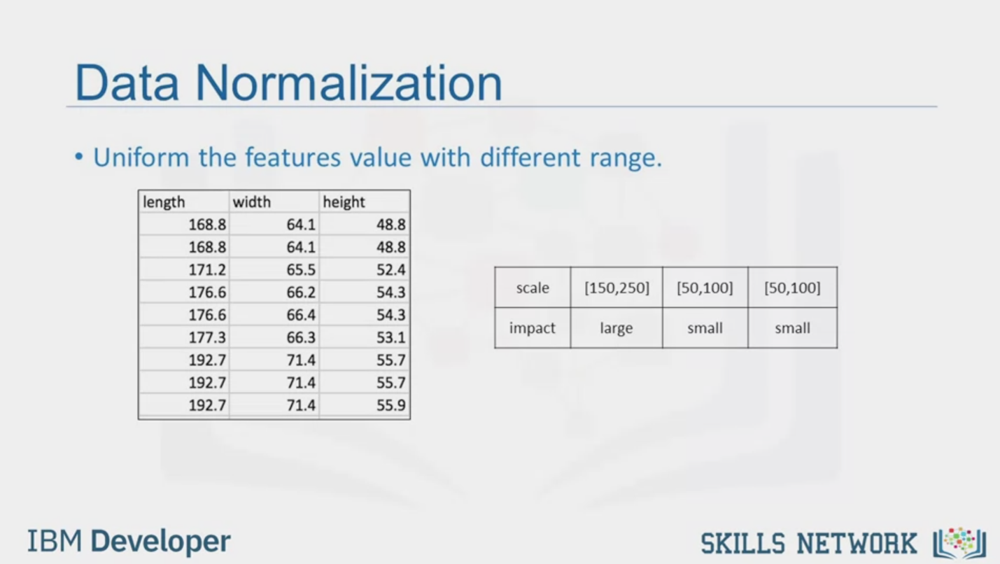 Data Normalization
• Uniform the features value with different range.
length width height
168.8 64.1 48.8
168.8 64.1 48.8
171.2 65.5 52.4
176.6 66.2 54.3
176.6 66.4 54.3
177.3 66.3 53.1
192.7 71.4 55.7
192.7 71.4 55.7
192.7 71.4 55.9
scale [150,250] [50,100] [50,100]
impact large small small
IBM Developer
SKILLS NETWORK